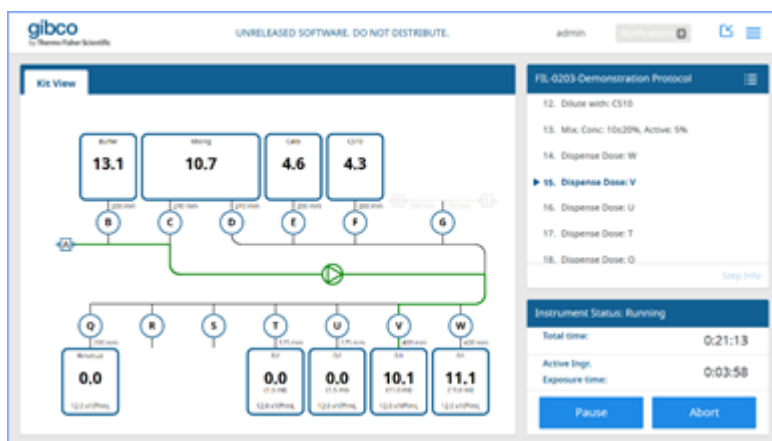 gibco
by Thermo Fisher Scientific
UNRELEASED SOFTWARE. DO NOT DISTRIBUTE.
admin
Kit View
Buffer
Mixing
Cells
CS10
13.1
10.7
4.6
4.3
B
C
D
E
F
G
A
Q
R
S
T
U
V
W
Residual
0.0
0.0
0.0
10.1
11.1
FIL-0203-Demonstration Protocol
12. Dilute with: CS10
13. Mix: Conc: 10±20%, Active: 5%
14. Dispense Dose: W
15. Dispense Dose: V
16. Dispense Dose: U
17. Dispense Dose: T
18. Dispense Dose: Q
Step Info
Instrument Status: Running
Total time:
0:21:13
Active Ingr.
Exposure time:
0:03:58
Pause
Abort